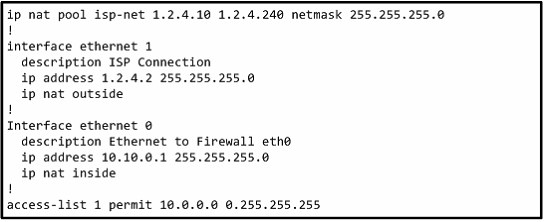 ip nat pool isp-net 1.2.4.10 1.2.4.240 netmask 255.255.255.0
!
interface ethernet 1
description ISP Connection
ip address 1.2.4.2 255.255.255.0
ip nat outside
!
Interface ethernet 0
description Ethernet to Firewall eth0
ip address 10.10.0.1 255.255.255.0
ip nat inside
!
access-list 1 permit 10.0.0.0 0.255.255.255